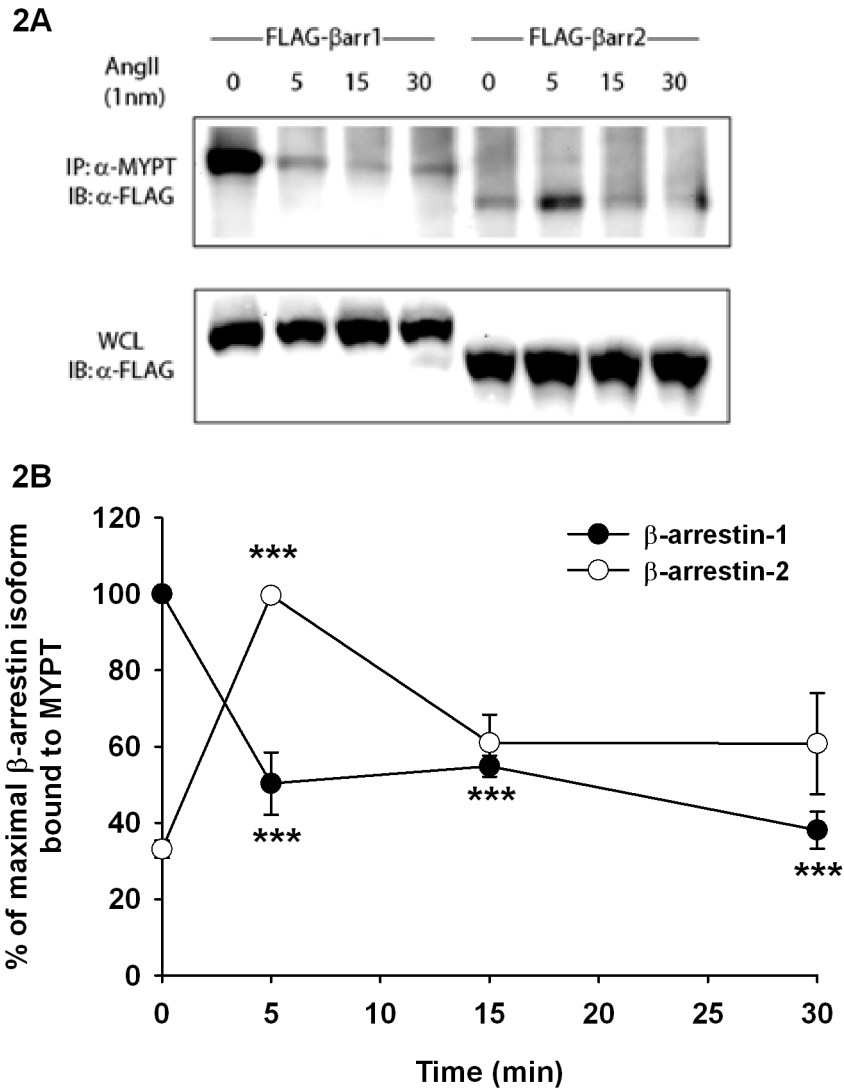 2A
FLAG-βarr1 FLAG-βarr2
AngII
(1nm)
0 5 15 30 0 5 15 30
IP: α-MYPT
IB: α-FLAG
WCL
IB: α-FLAG
2B
% of maximal β-arrestin isoform
bound to MYPT
120
100
80
60
40
20
0
***
***
***
***
β-arrestin-1
β-arrestin-2
0 5 10 15 20 25 30
Time (min)